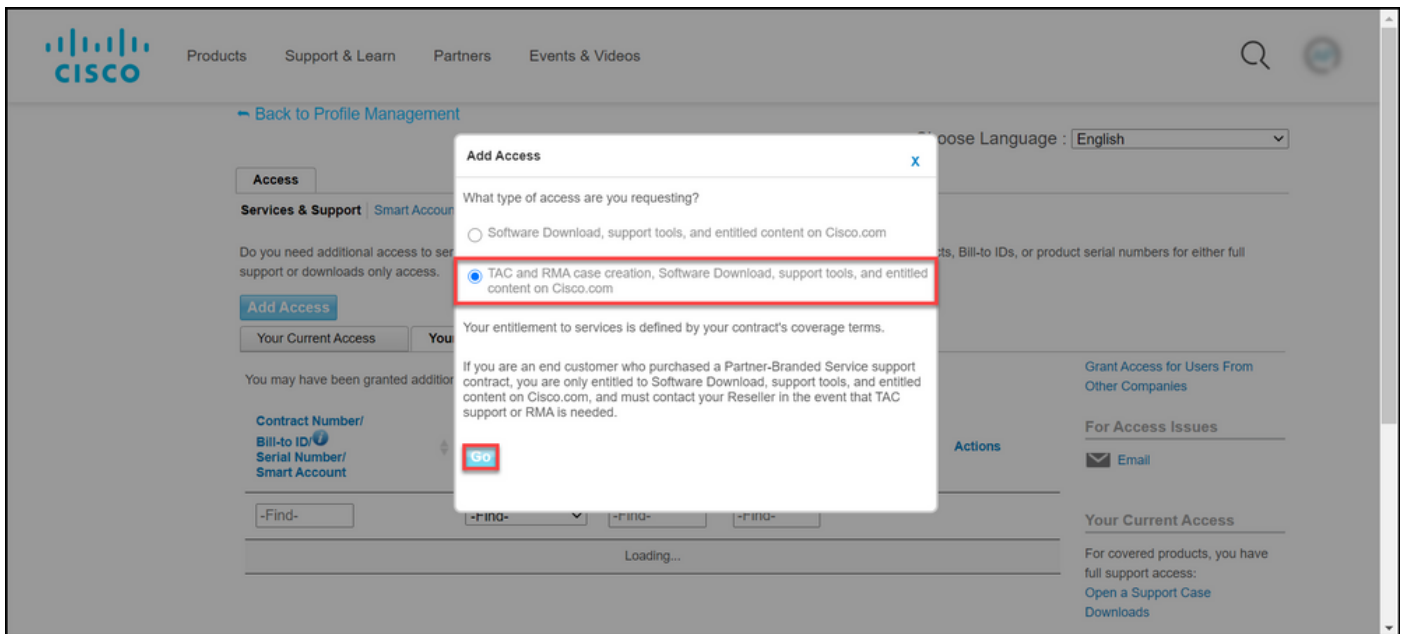 CISCO
Products Support & Learn Partners Events & Videos
Back to Profile Management
Choose Language : English
Access
Services & Support Smart Accoun
Do you need additional access to ser
ts, Bill-to IDs, or product serial numbers for either full
support or downloads only access.
Add Access
Your Current Access You
You may have been granted addition
Contract Number/
Bill-to ID/
Serial Number/
Smart Account
Actions
-Find- -Find- -Find- -Find-
Loading...
Add Access X
What type of access are you requesting?
Software Download, support tools, and entitled content on Cisco.com
TAC and RMA case creation, Software Download, support tools, and entitled
content on Cisco.com
Your entitlement to services is defined by your contract's coverage terms.
If you are an end customer who purchased a Partner-Branded Service support
contract, you are only entitled to Software Download, support tools, and entitled
content on Cisco.com, and must contact your Reseller in the event that TAC
support or RMA is needed.
Go
Grant Access for Users From
Other Companies
For Access Issues
Email
Your Current Access
For covered products, you have
full support access:
Open a Support Case
Downloads